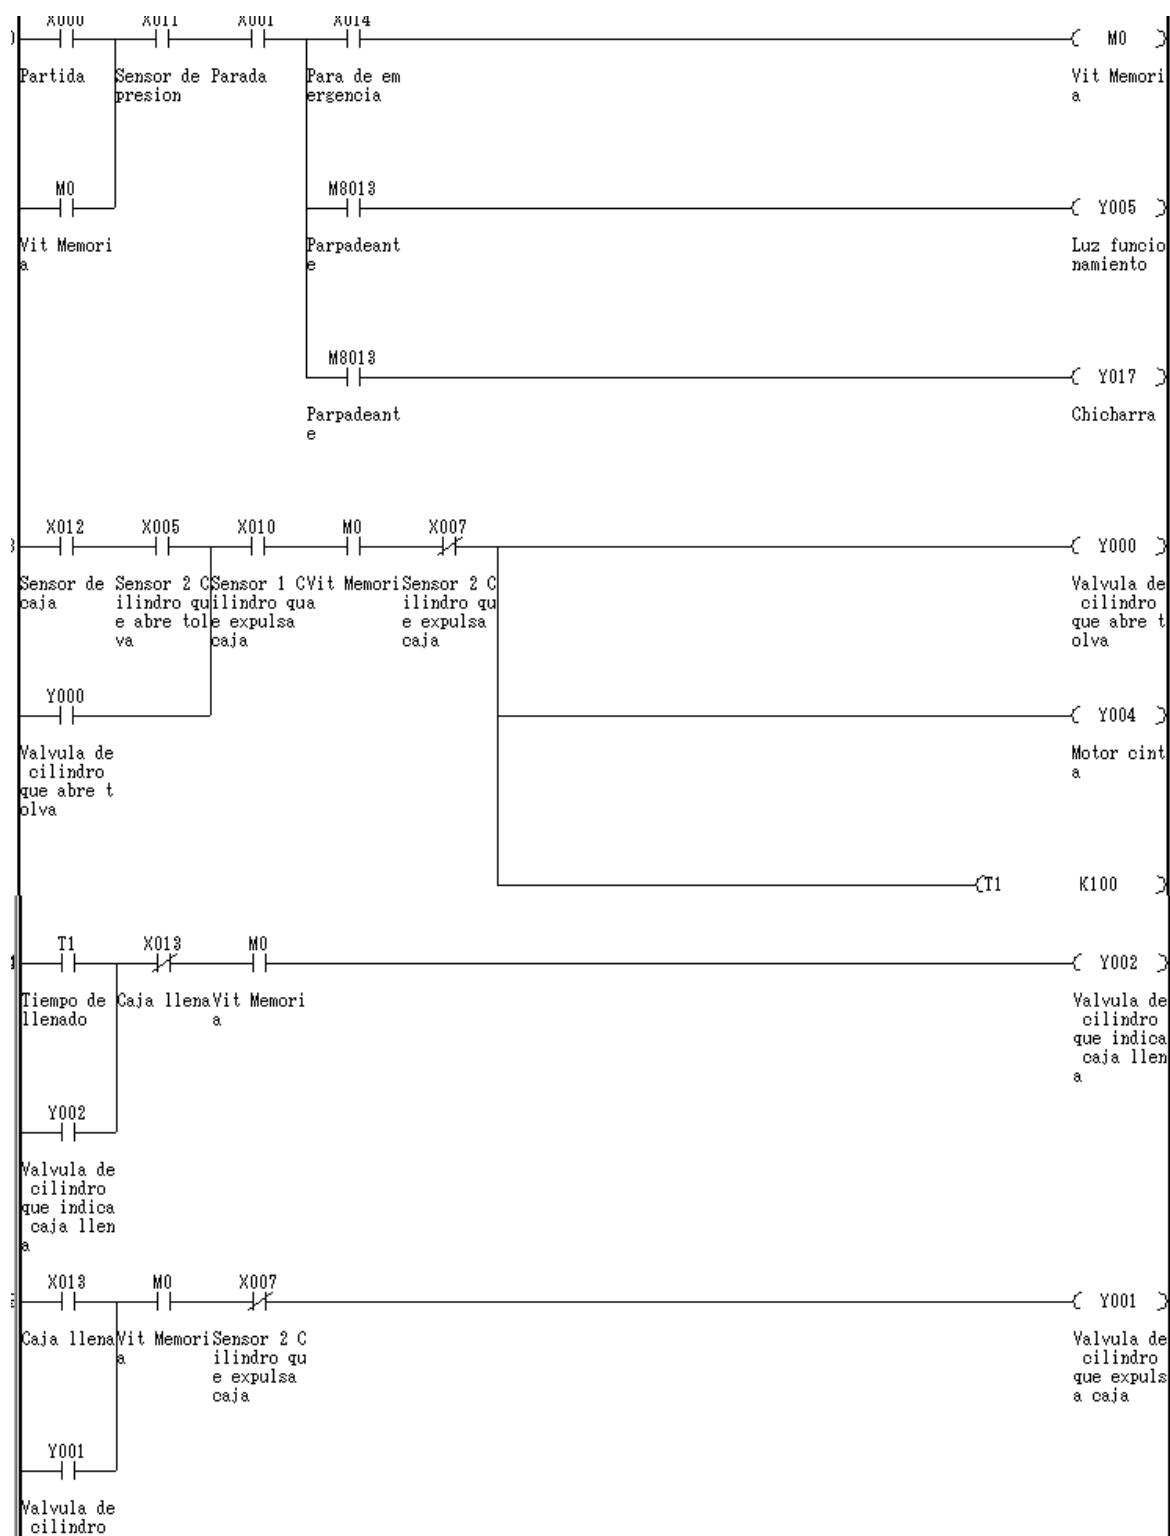 X000 X011 X001 X014
M0
Partida Sensor de presion Parada Para de em ergencia
Vit Memori
a
M0 M8013
Y005
Vit Memori
a
Parpadeant
e
Luz funcio
namiento
M8013
Y017
Parpadeant
e
Chicharra
X012 X005 X010 M0 X007
Y000
Sensor de
caja
Sensor 2 C
ilindro qu
e abre tol
va
Sensor 1 C
ilindro qu
e expulsa
caja
Vit Memori
a
Sensor 2 C
ilindro qu
e expulsa
caja
Valvula de
cilindro
que abre t
olva
Y000
Y004
Valvula de
cilindro
que abre t
olva
Motor cint
a
T1 K100
T1 X013 M0
Y002
Tiempo de
llenado
Caja llena
Vit Memori
a
Valvula de
cilindro
que indica
caja llen
a
Y002
Valvula de
cilindro
que indica
caja llen
a
X013 M0 X007
Y001
Caja llena
Vit Memori
a
Sensor 2 C
ilindro qu
e expulsa
caja
Valvula de
cilindro
que expuls
a caja
Y001
Valvula de
cilindro